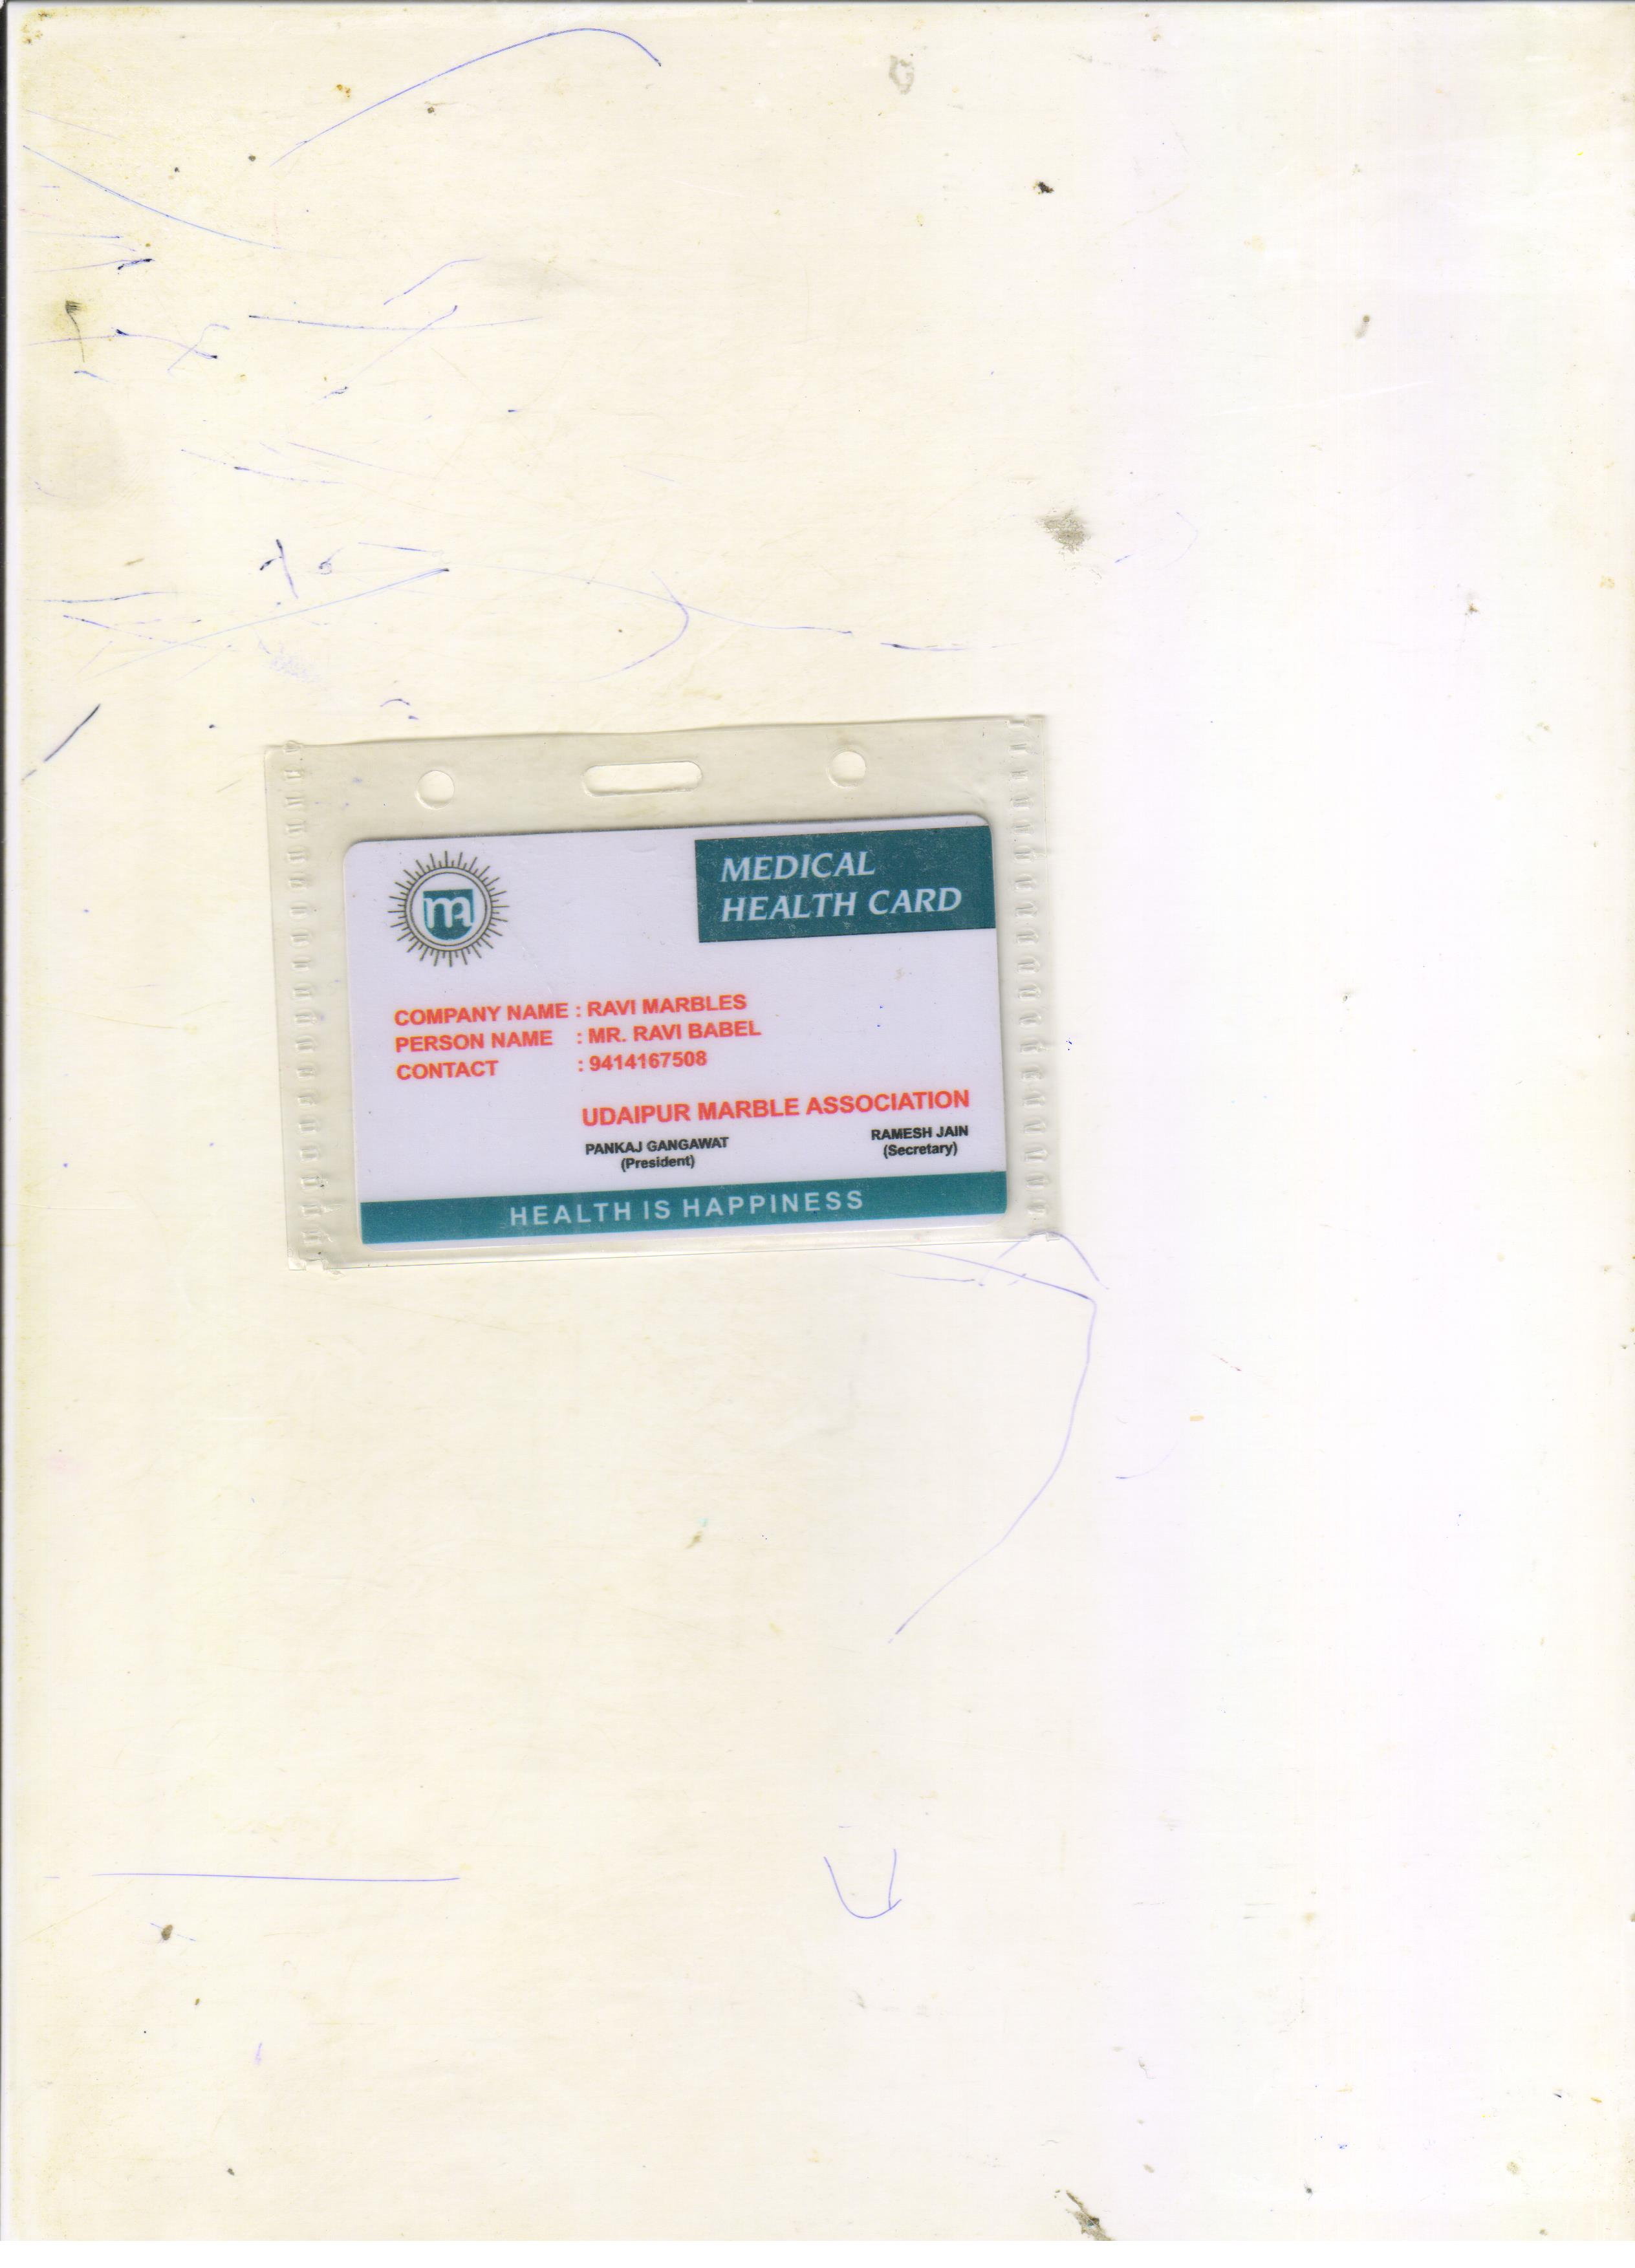 MEDICAL
HEALTH CARD
COMPANY NAME : RAVI MARBLES
PERSON NAME : MR. RAVI BABEL
CONTACT : 9414167508
UDAIPUR MARBLE ASSOCIATION
PANKAJ GANGAWAT RAMESH JAIN
(President) (Secretary)
HEALTH IS HAPPINESS